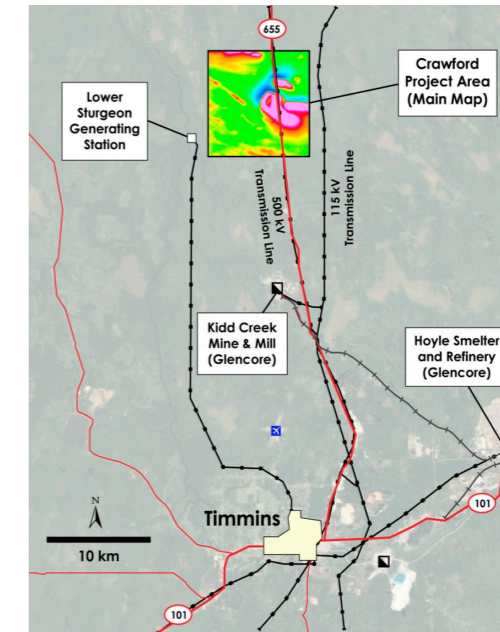 655
Crawford
Project Area
(Main Map)
Lower
Sturgeon
Generating
Station
500 kV
Transmission Line
115 kV
Transmission Line
Kidd Creek
Mine & Mill
(Glencore)
Hoyle Smelter
and Refinery
(Glencore)
N
10 km
Timmins
101
101